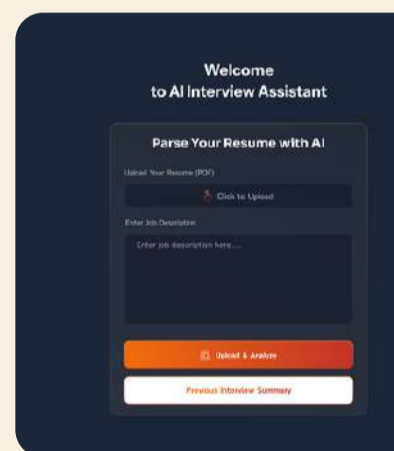 Welcome
to AI Interview Assistant
Parse Your Resume with AI
Upload Your Resume (PDF)
Click to Upload
Enter Job Description
Enter job description here...
Upload & Analyze
Previous Interview Summary